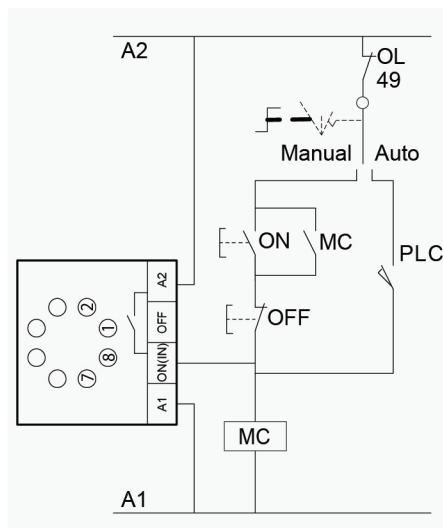 A2
OL
49
Manual Auto
ON
MC
PLC
OFF
A2
OFF
ON(IN)
A1
2
1
8
7
MC
A1